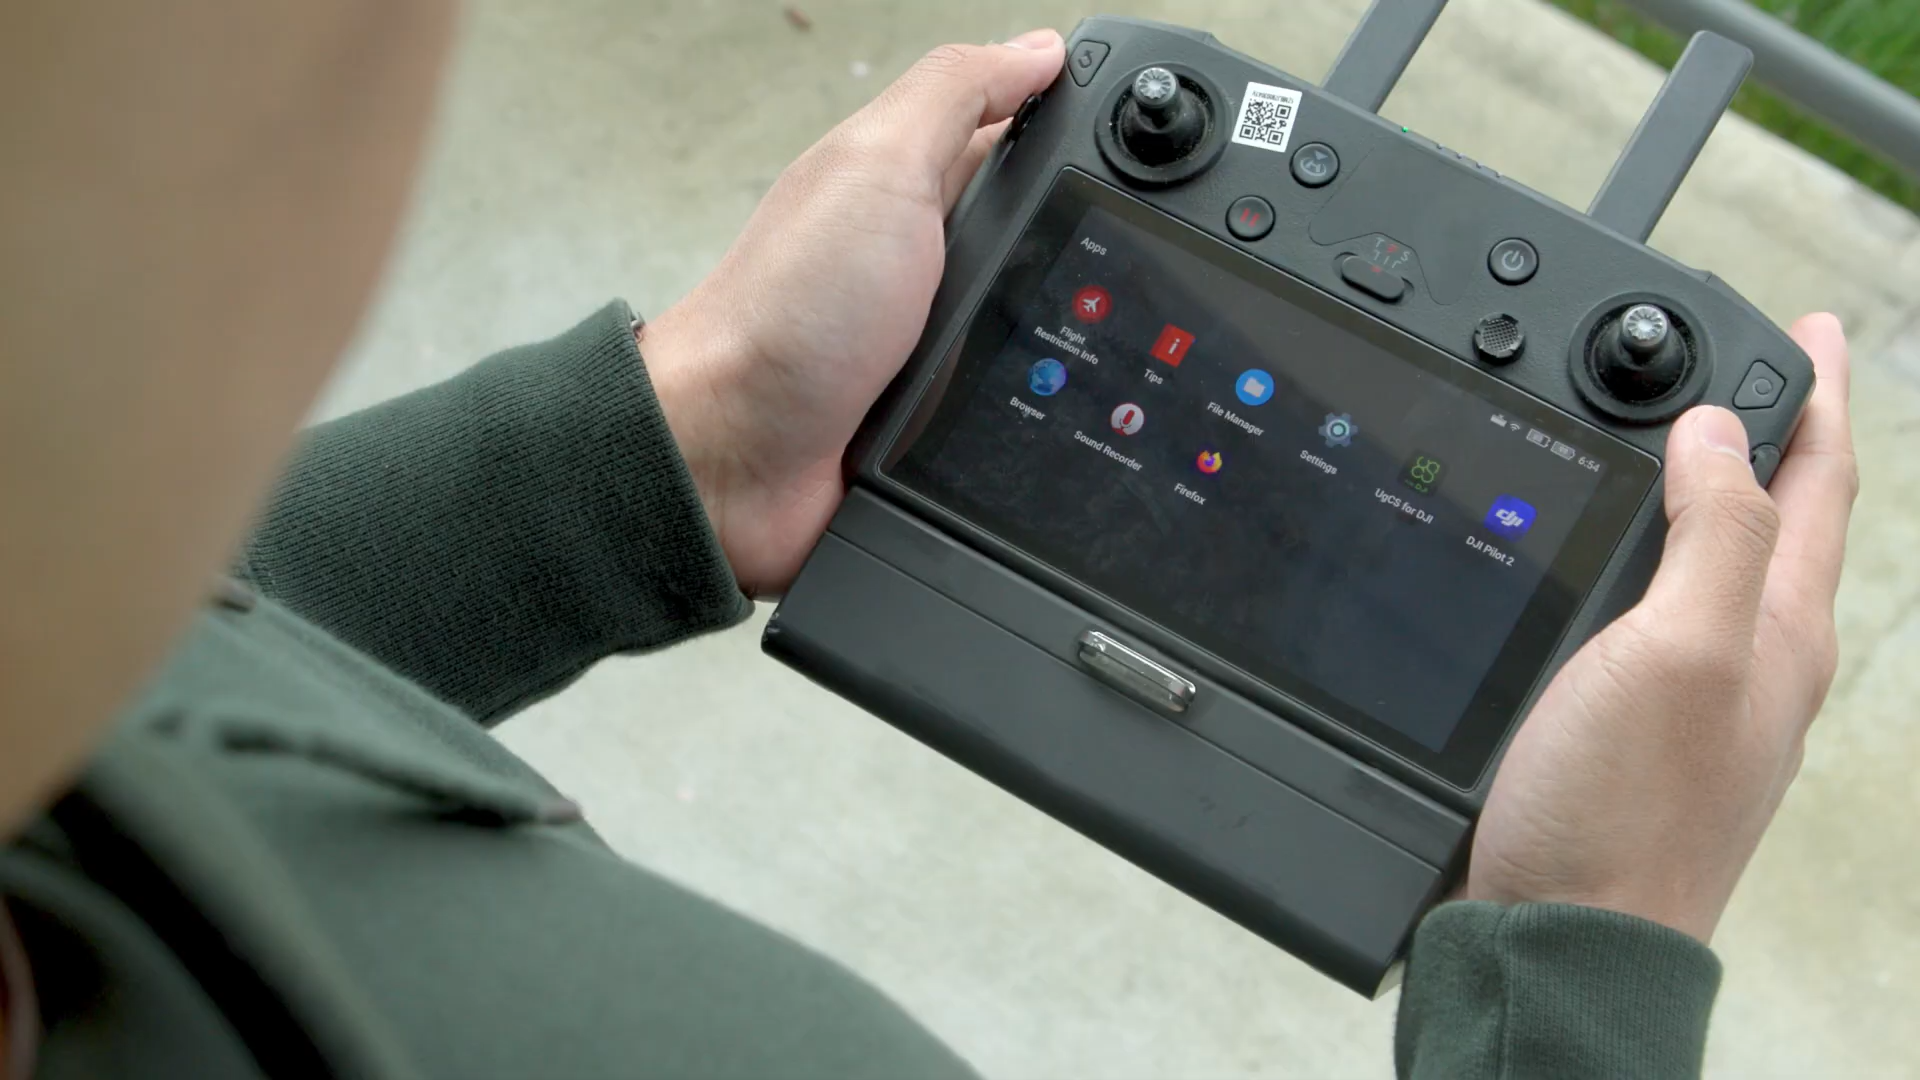 Apps
6:54
Flight
Restriction Info
Tips
File Manager
Settings
UgCS for DJI
dji
DJI Pilot 2
Browser
Sound Recorder
Firefox
T P S